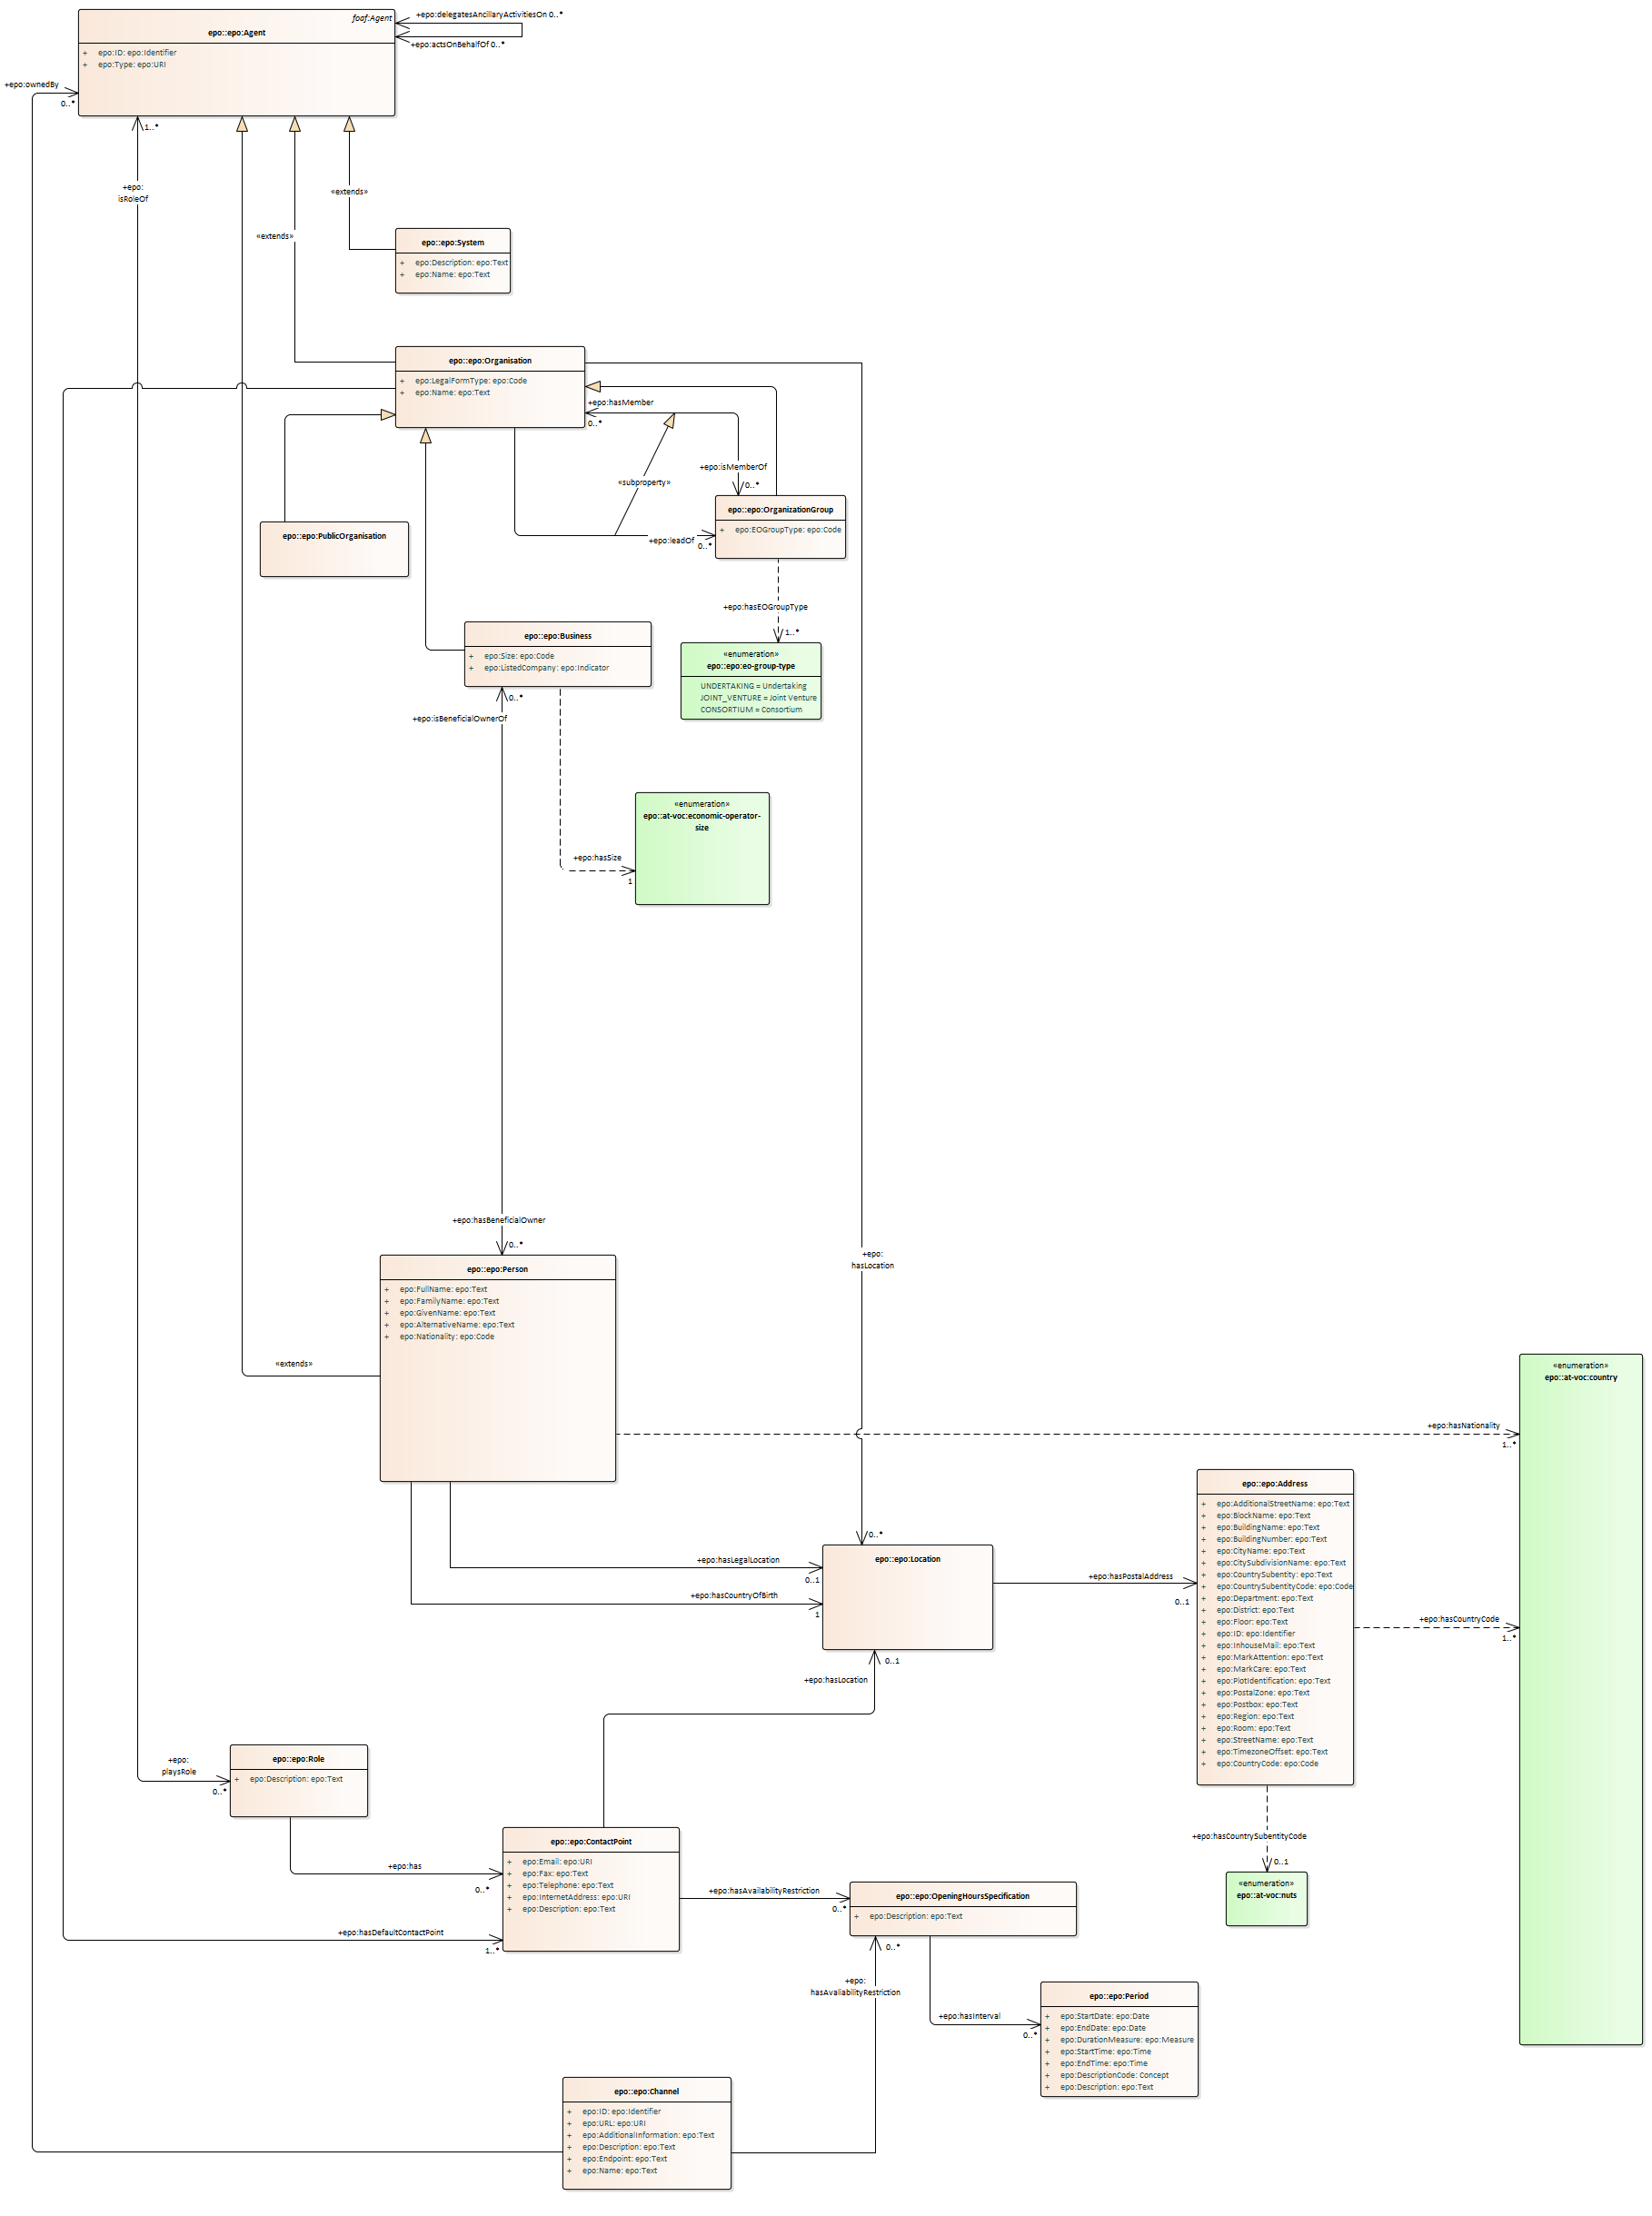 foaf:Agent
epo::epo:Agent
+ epo:ID: epo:Identifier
+ epo:Type: epo:URI
+epo:delegatesAncillaryActivitiesOn 0..*
+epo:actsOnBehalfOf 0..*
+epo:ownedBy
0..*
1..*
+epo:
isRoleOf
«extends»
«extends»
epo::epo:System
+ epo:Description: epo:Text
+ epo:Name: epo:Text
epo::epo:Organisation
+ epo:LegalFormType: epo:Code
+ epo:Name: epo:Text
+epo:hasMember
0..*
+epo:isMemberOf
0..*
«subproperty»
epo::epo:OrganizationGroup
+ epo:EOGroupType: epo:Code
+epo:leadOf
0..*
epo::epo:PublicOrganisation
+epo:hasEOGroupType
1..*
epo::epo:Business
+ epo:Size: epo:Code
+ epo:ListedCompany: epo:Indicator
«enumeration»
epo::epo:eo-group-type
UNDERTAKING = Undertaking
JOINT_VENTURE = Joint Venture
CONSORTIUM = Consortium
0..*
+epo:isBeneficialOwnerOf
«enumeration»
epo::at-voc:economic-operator-
size
+epo:hasSize
1
+epo:hasBeneficialOwner
0..*
+epo:
hasLocation
epo::epo:Person
+ epo:FullName: epo:Text
+ epo:FamilyName: epo:Text
+ epo:GivenName: epo:Text
+ epo:AlternativeName: epo:Text
+ epo:Nationality: epo:Code
«extends»
«enumeration»
epo::at-voc:country
+epo:hasNationality
1..*
epo::epo:Address
+ epo:AdditionalStreetName: epo:Text
+ epo:BlockName: epo:Text
+ epo:BuildingName: epo:Text
+ epo:BuildingNumber: epo:Text
+ epo:CityName: epo:Text
+ epo:CitySubdivisionName: epo:Text
+ epo:CountrySubentity: epo:Text
+ epo:CountrySubentityCode: epo:Code
+ epo:Department: epo:Text
+ epo:District: epo:Text
+ epo:Floor: epo:Text
+ epo:ID: epo:Identifier
+ epo:InhouseMail: epo:Text
+ epo:MarkAttention: epo:Text
+ epo:MarkCare: epo:Text
+ epo:PlotIdentification: epo:Text
+ epo:PostalZone: epo:Text
+ epo:Postbox: epo:Text
+ epo:Region: epo:Text
+ epo:Room: epo:Text
+ epo:StreetName: epo:Text
+ epo:TimezoneOffset: epo:Text
+ epo:CountryCode: epo:Code
0..*
epo::epo:Location
+epo:hasLegalLocation
0..1
+epo:hasCountryOfBirth
1
+epo:hasPostalAddress
0..1
+epo:hasCountryCode
1..*
0..1
+epo:hasLocation
epo::epo:Role
+ epo:Description: epo:Text
+epo:
playsRole
0..*
epo::epo:ContactPoint
+ epo:Email: epo:URI
+ epo:Fax: epo:Text
+ epo:Telephone: epo:Text
+ epo:InternetAddress: epo:URI
+ epo:Description: epo:Text
+epo:has
0..*
+epo:hasDefaultContactPoint
1..*
+epo:hasAvailabilityRestriction
0..*
epo::epo:OpeningHoursSpecification
+ epo:Description: epo:Text
+epo:hasCountrySubentityCode
0..1
«enumeration»
epo::at-voc:nuts
0..*
+epo:
hasAvaliabilityRestriction
+epo:hasInterval
0..*
epo::epo:Period
+ epo:StartDate: epo:Date
+ epo:EndDate: epo:Date
+ epo:DurationMeasure: epo:Measure
+ epo:StartTime: epo:Time
+ epo:EndTime: epo:Time
+ epo:DescriptionCode: Concept
+ epo:Description: epo:Text
epo::epo:Channel
+ epo:ID: epo:Identifier
+ epo:URL: epo:URI
+ epo:AdditionalInformation: epo:Text
+ epo:Description: epo:Text
+ epo:Endpoint: epo:Text
+ epo:Name: epo:Text